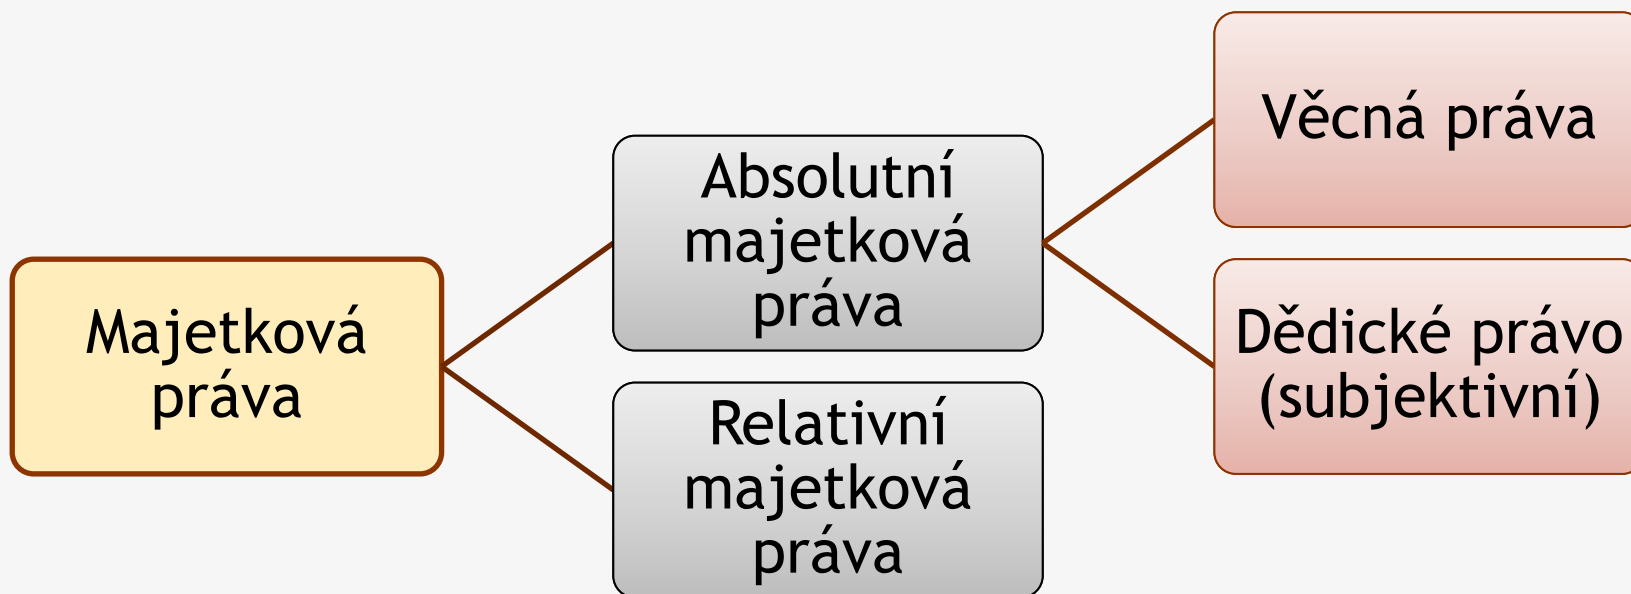 Majetková
práva
Absolutní
majetková
práva
Relativní
majetková
práva
Věcná práva
Dědické právo
(subjektivní)